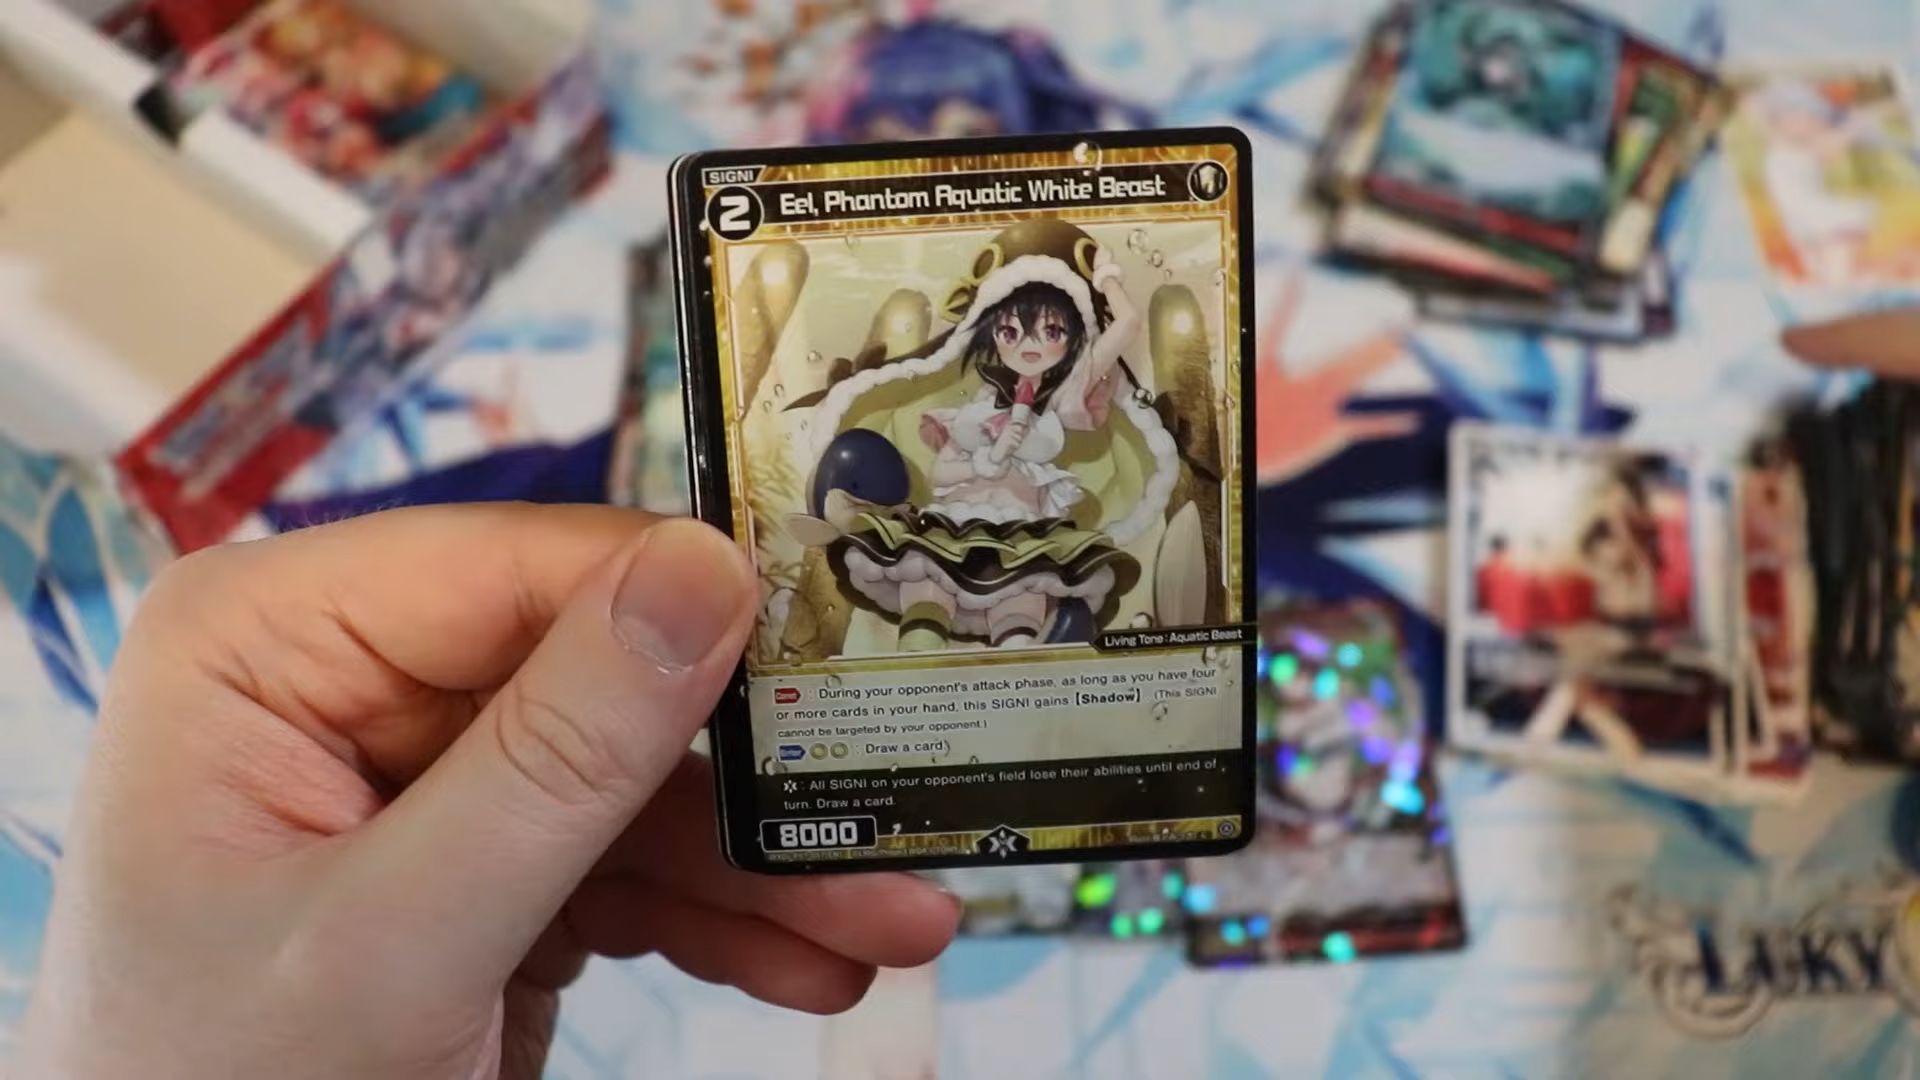 SIGNI
2
Eel, Phantom Aquatic White Beast
Living Tone: Aquatic Beast
Const : During your opponent's attack phase, as long as you have four
or more cards in your hand, this SIGNI gains【Shadow】 (This SIGNI
cannot be targeted by your opponent.)
Enter : Draw a card.
: All SIGNI on your opponent's field lose their abilities until end of
turn. Draw a card.
8000